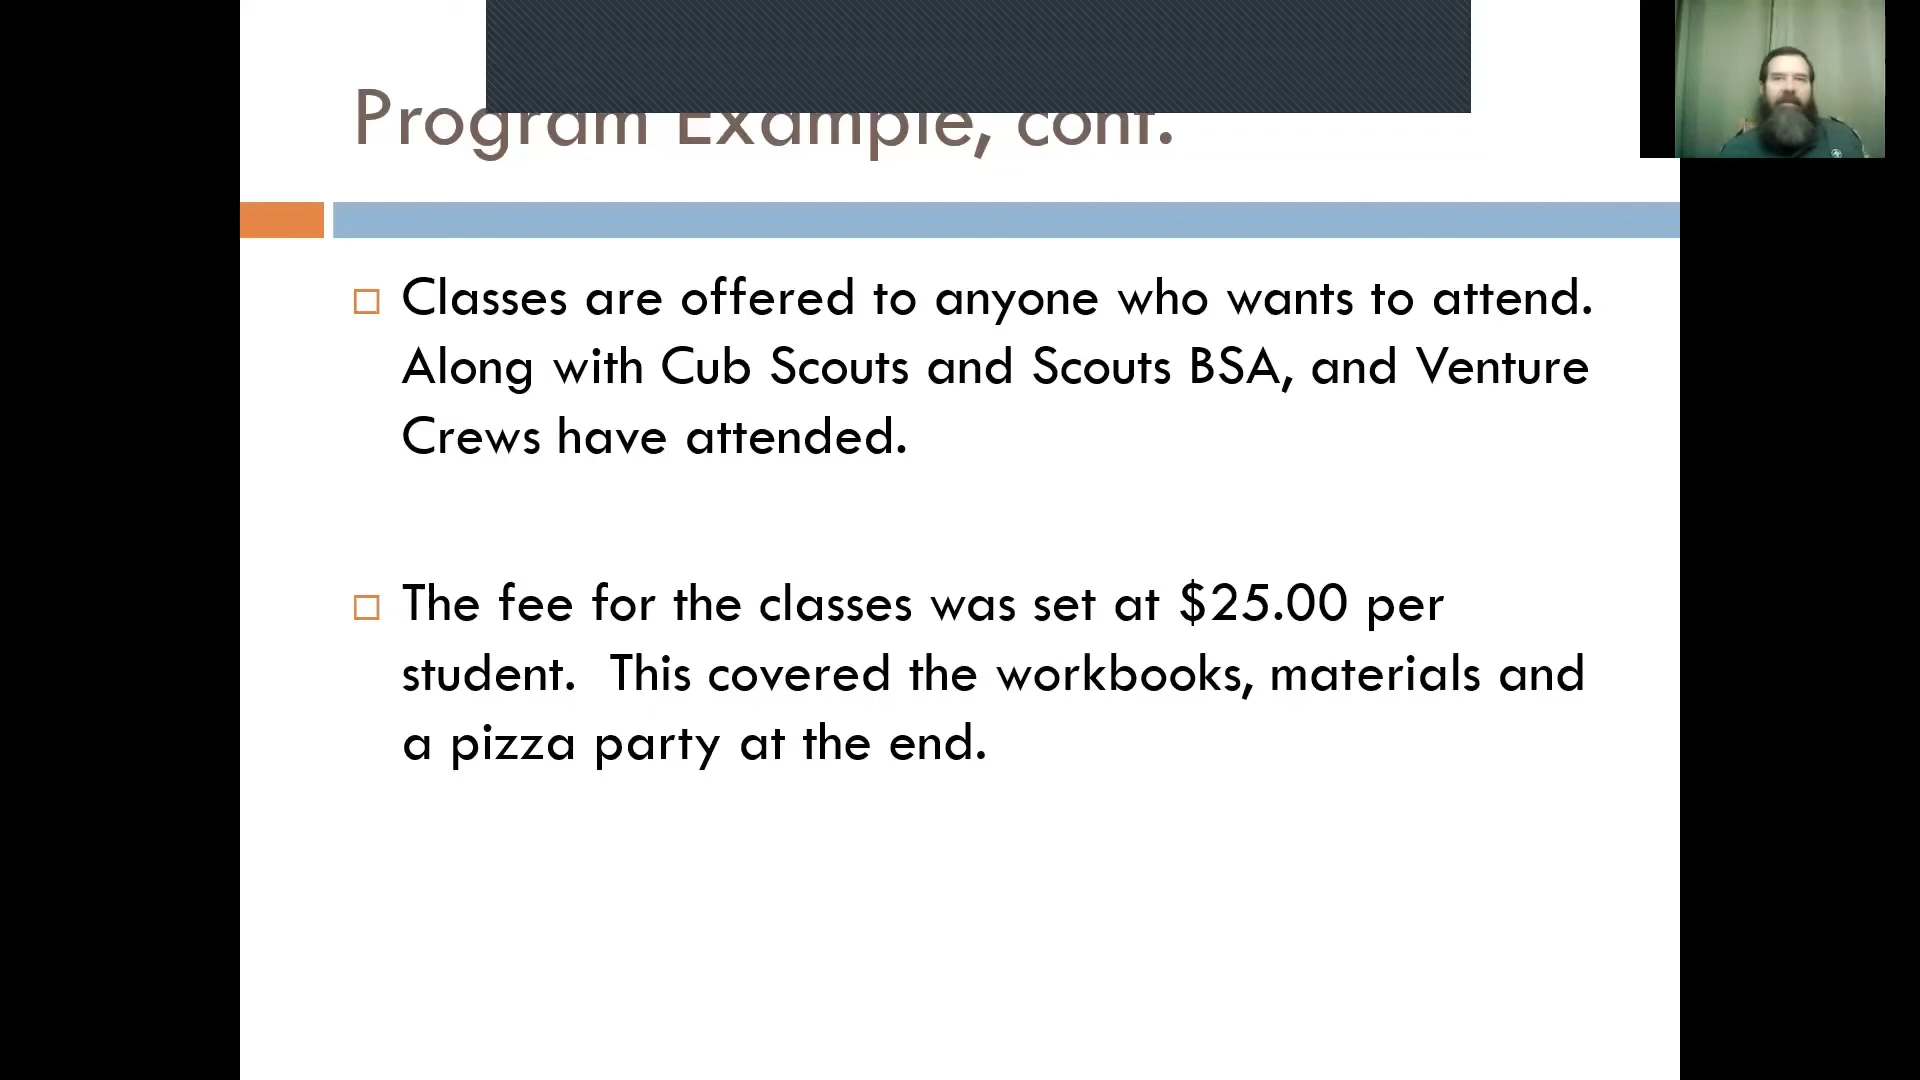 Program Example, cont.
Classes are offered to anyone who wants to attend.
Along with Cub Scouts and Scouts BSA, and Venture
Crews have attended.
The fee for the classes was set at $25.00 per
student. This covered the workbooks, materials and
a pizza party at the end.